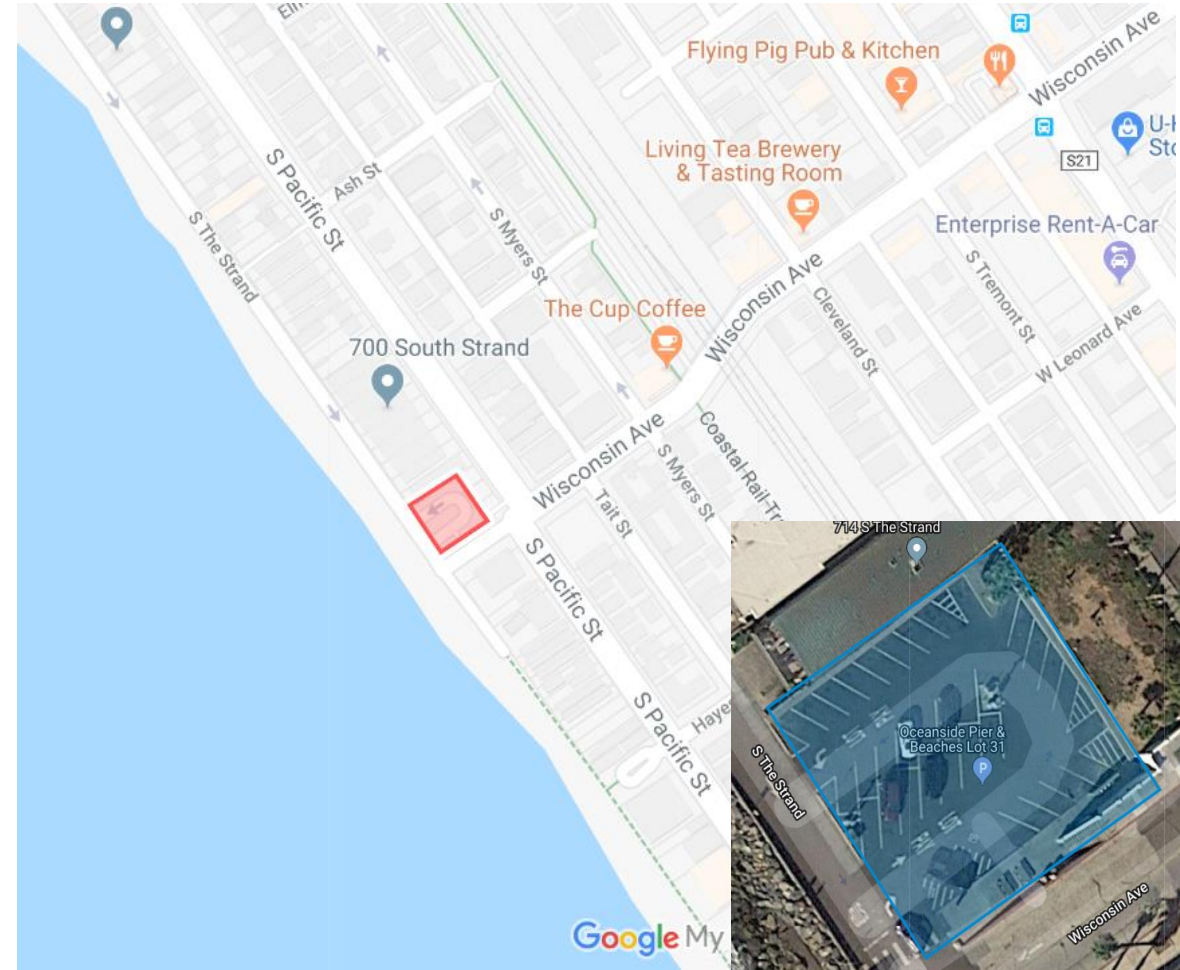 Elm
Wisconsin Ave
Flying Pig Pub & Kitchen
U-H
Sto
S21
Living Tea Brewery
& Tasting Room
Enterprise Rent-A-Car
S Pacific St
Ash St
S Myers St
S The Strand
S Tremont St
Wisconsin Ave
Cleveland St
W Leonard Ave
The Cup Coffee
700 South Strand
Wisconsin Ave
Coastal Rail Tr
S Myers St
Tait St
S Pacific St
Hayes
S Pacific St
Google My
714 S The Strand
Oceanside Pier &
Beaches Lot 31
P
S The Strand
Wisconsin Ave